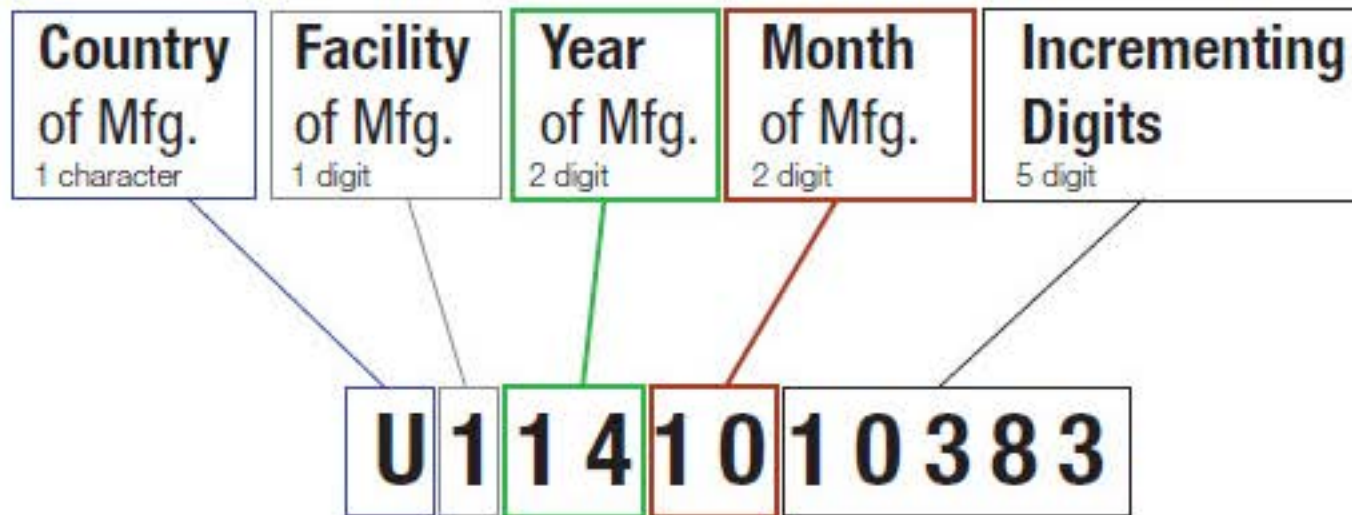 Country
of Mfg.
1 character
Facility
of Mfg.
1 digit
Year
of Mfg.
2 digit
Month
of Mfg.
2 digit
Incrementing
Digits
5 digit
U 1 1 4 1 0 1 0 3 8 3